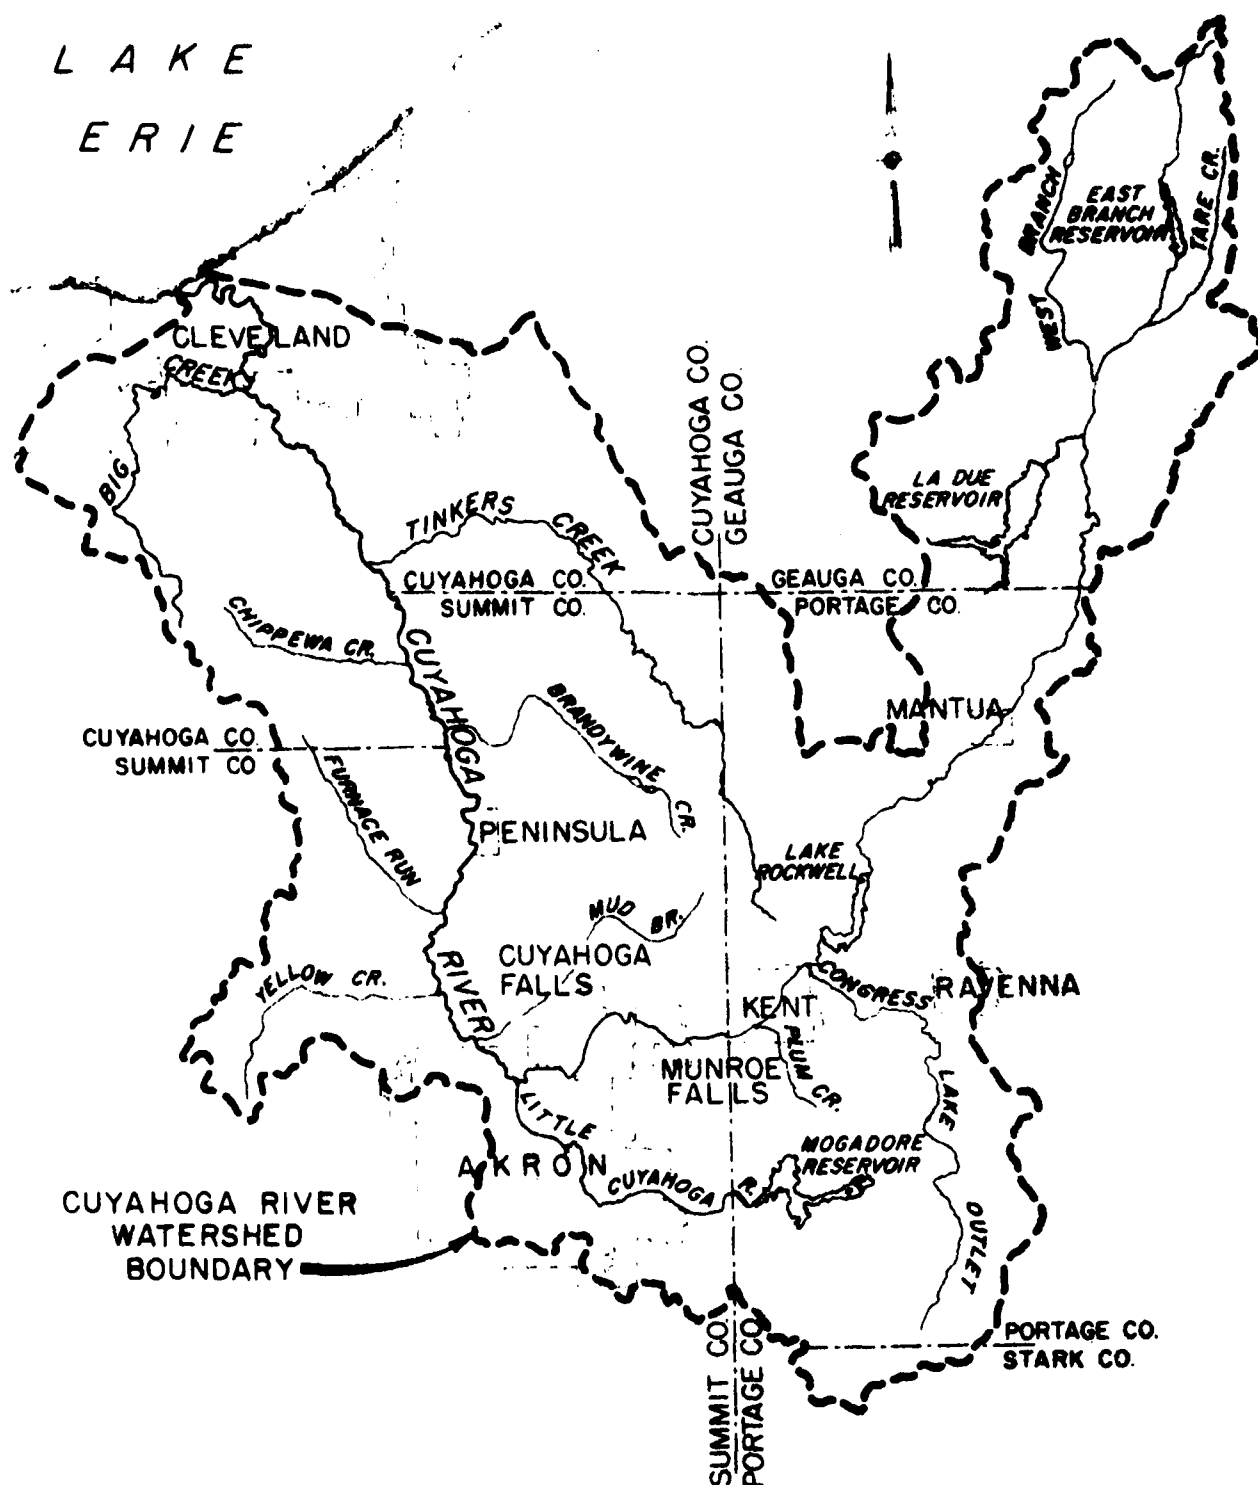 LAKE
ERIE
BRANCH
WEST
EAST
BRANCH
RESERVOIR
TARE CR.
CLEVELAND
CREEK
BIG
CUYAHOGA CO.
GEAUGA CO.
LA DUE
RESERVOIR
TINKERS CREEK
CUYAHOGA CO.
SUMMIT CO.
GEAUGA CO.
PORTAGE CO.
CHIPPEWA CR.
CUYAHOGA
RIVER
BRANDYWINE CR.
MANTUA
CUYAHOGA CO.
SUMMIT CO
FURNACE RUN
PENINSULA
LAKE
ROCKWELL
MUD BR.
CUYAHOGA
FALLS
YELLOW CR.
KENT
CONGRESS
LAKE
OUTLET
RAVENNA
PLUM CR.
MUNROE
FALLS
LITTLE
CUYAHOGA R.
AKRON
MOGADORE
RESERVOIR
CUYAHOGA RIVER
WATERSHED
BOUNDARY
PORTAGE CO.
STARK CO.
SUMMIT CO.
PORTAGE CO.